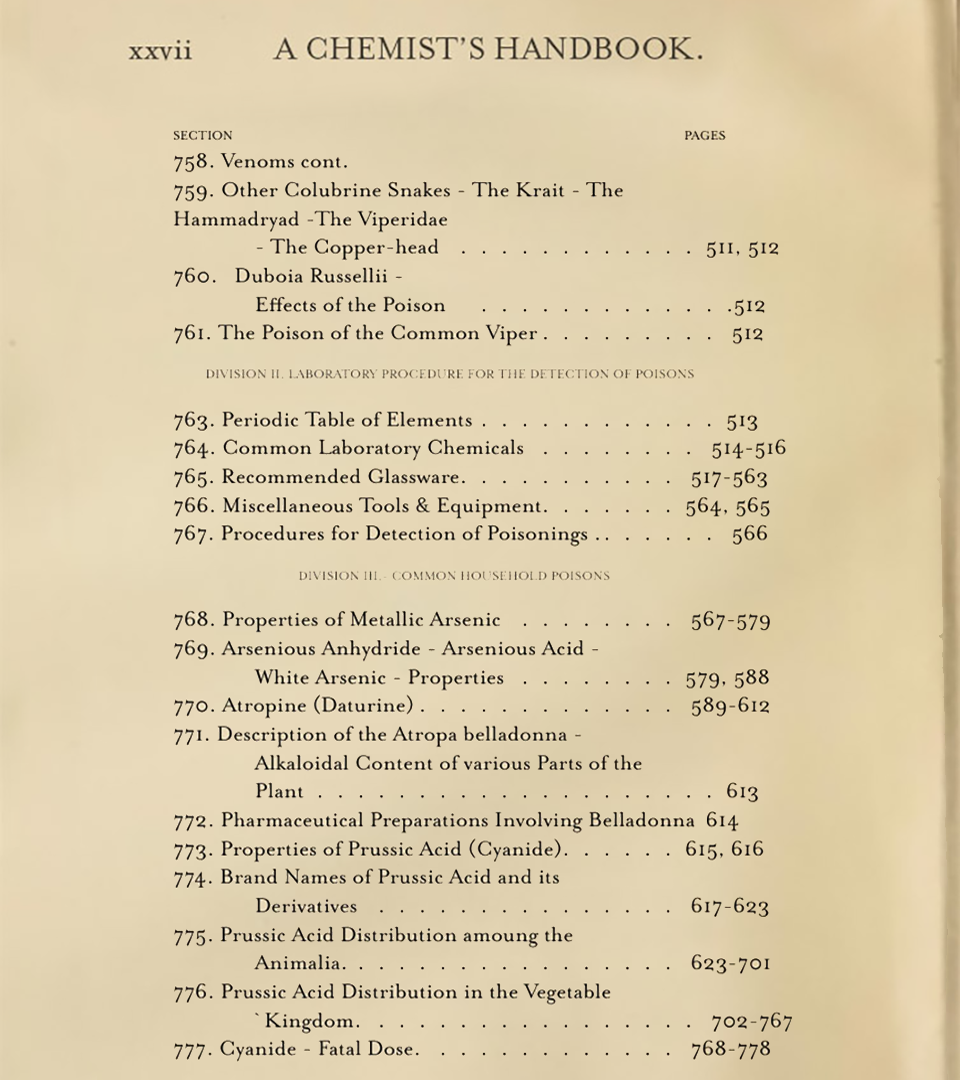 xxvii A CHEMIST'S HANDBOOK.
SECTION PAGES
758. Venoms cont.
759. Other Colubrine Snakes - The Krait - The
Hammadryad -The Viperidae
- The Copper-head . . . . . . . . . . . . 511, 512
760. Duboia Russellii -
Effects of the Poison . . . . . . . . . . . . .512
761. The Poison of the Common Viper . . . . . . . . . 512
DIVISION II. LABORATORY PROCEDURE FOR THE DETECTION OF POISONS
763. Periodic Table of Elements . . . . . . . . . . . . 513
764. Common Laboratory Chemicals . . . . . . . . 514-516
765. Recommended Glassware. . . . . . . . . . . 517-563
766. Miscellaneous Tools & Equipment. . . . . . . 564, 565
767. Procedures for Detection of Poisonings . . . . . . . 566
DIVISION III.- COMMON HOUSEHOLD POISONS
768. Properties of Metallic Arsenic . . . . . . . . 567-579
769. Arsenious Anhydride - Arsenious Acid -
White Arsenic - Properties . . . . . . . . 579, 588
770. Atropine (Daturine) . . . . . . . . . . . . . 589-612
771. Description of the Atropa belladonna -
Alkaloidal Content of various Parts of the
Plant . . . . . . . . . . . . . . . . . . . . 613
772. Pharmaceutical Preparations Involving Belladonna 614
773. Properties of Prussic Acid (Cyanide). . . . . . 615, 616
774. Brand Names of Prussic Acid and its
Derivatives . . . . . . . . . . . . . . . 617-623
775. Prussic Acid Distribution amoung the
Animalia. . . . . . . . . . . . . . . . . 623-701
776. Prussic Acid Distribution in the Vegetable
` Kingdom. . . . . . . . . . . . . . . . . 702-767
777. Cyanide - Fatal Dose. . . . . . . . . . . . . 768-778